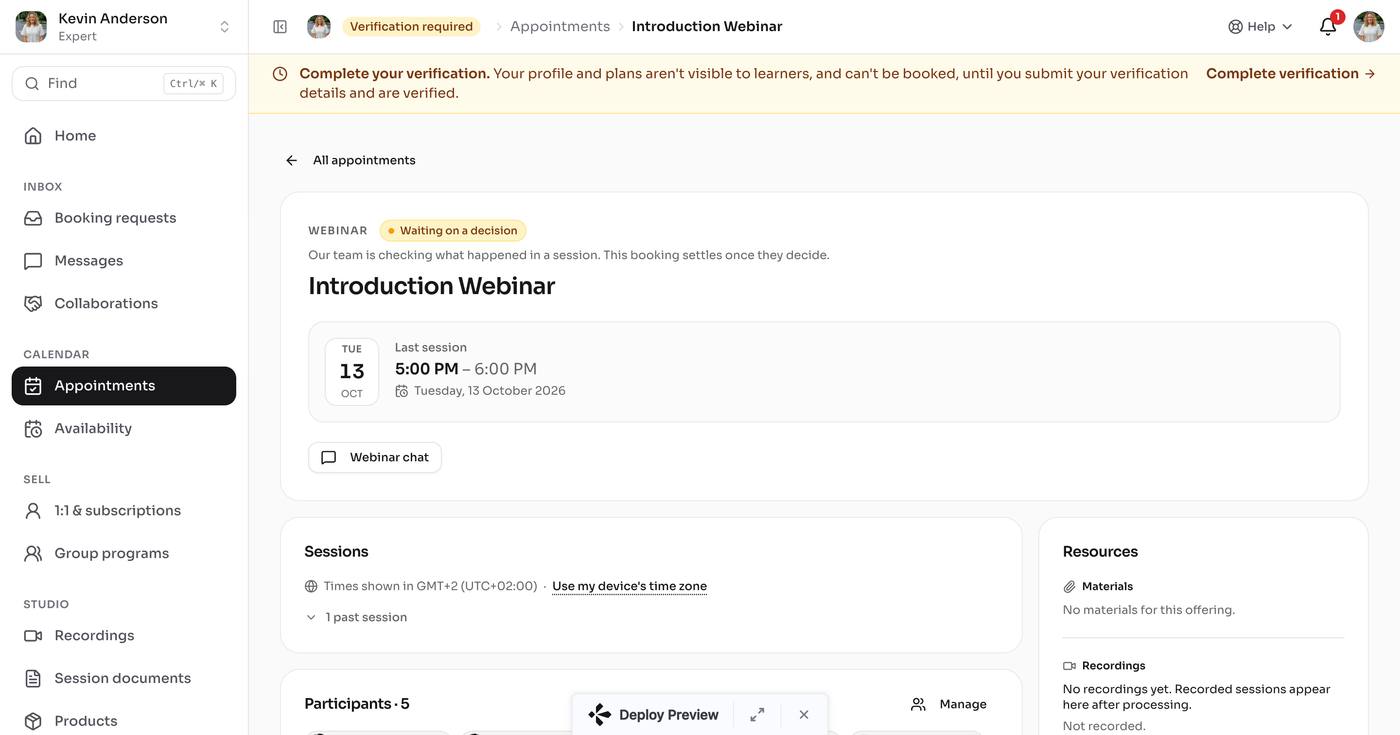 Kevin Anderson
Expert
Find
Ctrl/⌘ K
Home
INBOX
Booking requests
Messages
Collaborations
CALENDAR
Appointments
Availability
SELL
1:1 & subscriptions
Group programs
STUDIO
Recordings
Session documents
Products
Verification required
Appointments
Introduction Webinar
Help
1
Complete your verification. Your profile and plans aren't visible to learners, and can't be booked, until you submit your verification
details and are verified.
Complete verification →
All appointments
WEBINAR
Waiting on a decision
Our team is checking what happened in a session. This booking settles once they decide.
Introduction Webinar
TUE
13
OCT
Last session
5:00 PM – 6:00 PM
Tuesday, 13 October 2026
Webinar chat
Sessions
Times shown in GMT+2 (UTC+02:00) · Use my device's time zone
1 past session
Participants · 5
Manage
Resources
Materials
No materials for this offering.
Recordings
No recordings yet. Recorded sessions appear
here after processing.
Not recorded.
Deploy Preview